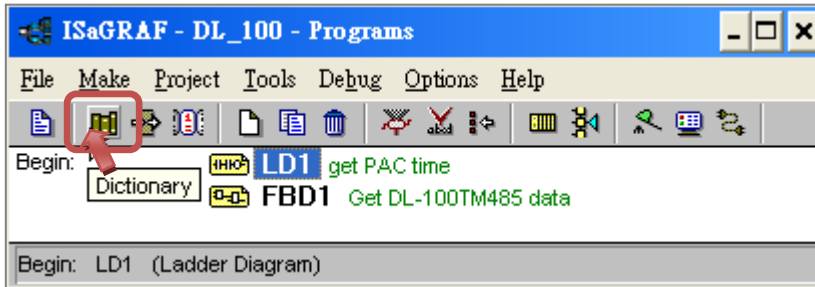 ISaGRAF - DL_100 - Programs
File Make Project Tools Debug Options Help
Begin: LD1 get PAC time
Dictionary
FBD1 Get DL-100TM485 data
Begin: LD1 (Ladder Diagram)